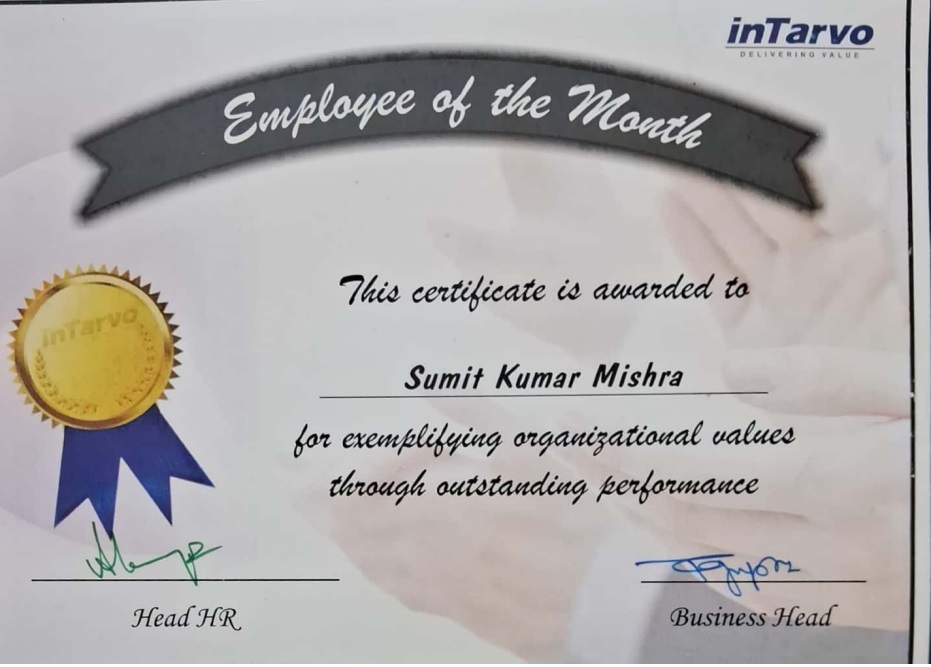 inTarvo
DELIVERING VALUE
Employee of the Month
inTarvo
This certificate is awarded to
Sumit Kumar Mishra
for exemplifying organizational values
through outstanding performance
Head HR
Business Head